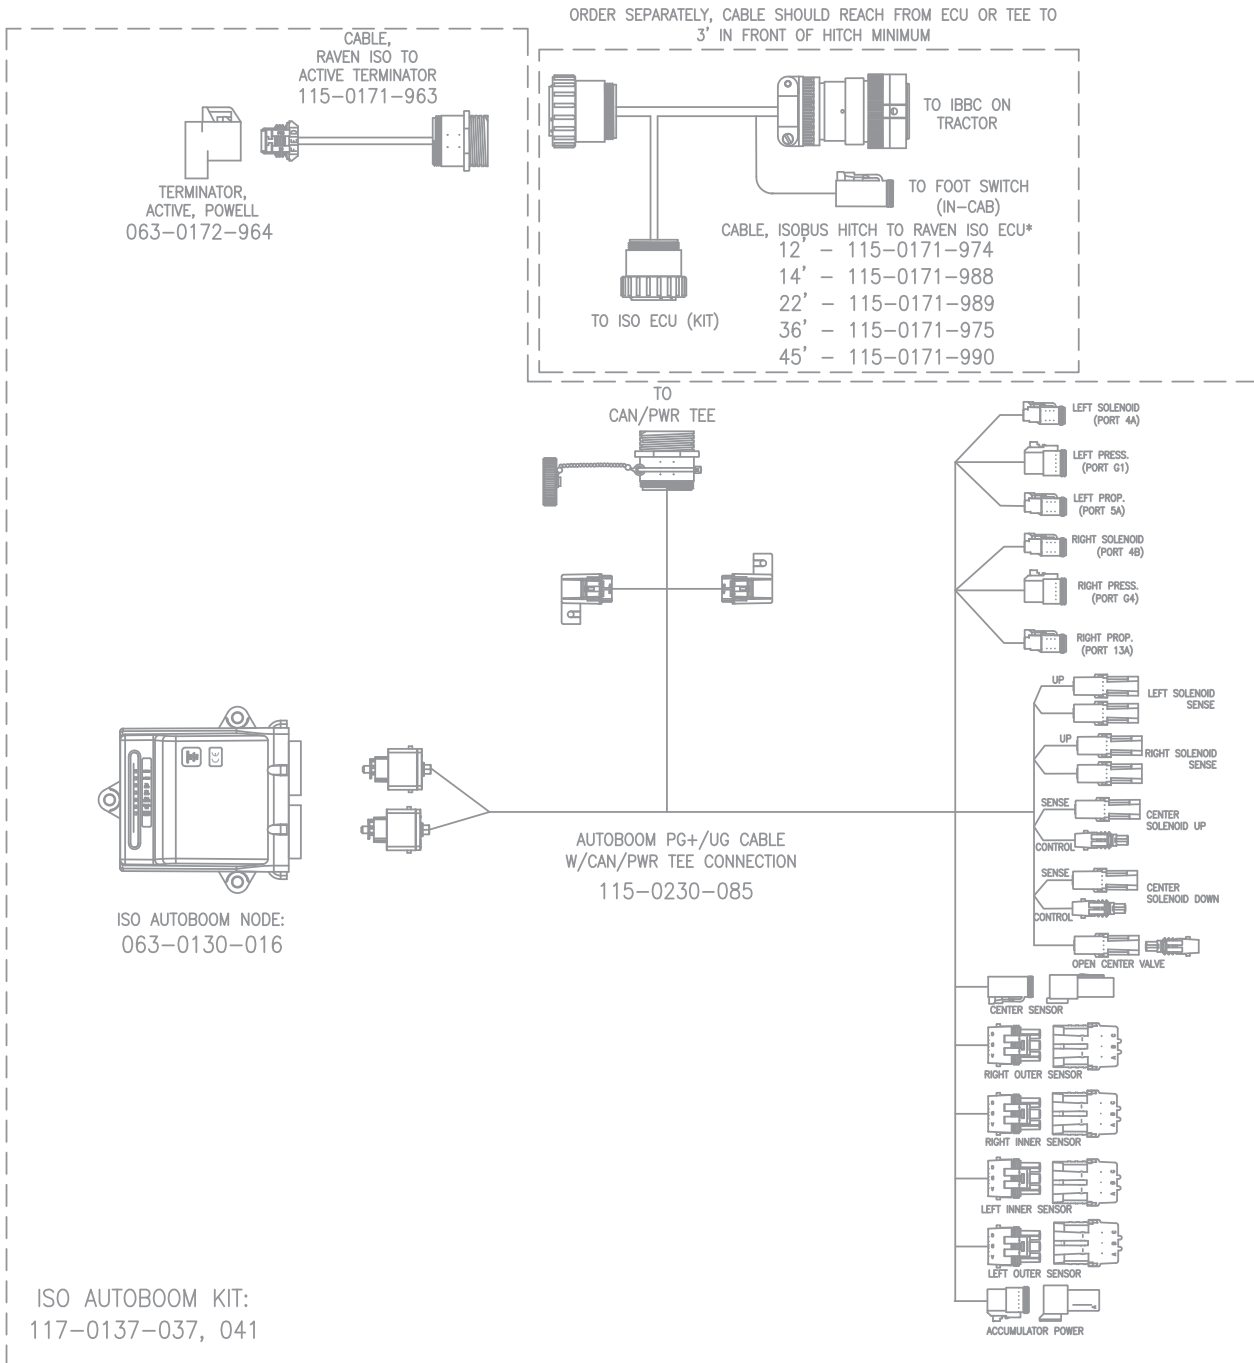 ORDER SEPARATELY, CABLE SHOULD REACH FROM ECU OR TEE TO
3' IN FRONT OF HITCH MINIMUM
CABLE,
RAVEN ISO TO
ACTIVE TERMINATOR
115-0171-963
TERMINATOR,
ACTIVE, POWELL
063-0172-964
TO IBBC ON
TRACTOR
TO FOOT SWITCH
(IN-CAB)
TO ISO ECU (KIT)
CABLE, ISOBUS HITCH TO RAVEN ISO ECU*
12' - 115-0171-974
14' - 115-0171-988
22' - 115-0171-989
36' - 115-0171-975
45' - 115-0171-990
TO
CAN/PWR TEE
LEFT SOLENOID
(PORT 4A)
LEFT PRESS.
(PORT G1)
LEFT PROP.
(PORT 5A)
RIGHT SOLENOID
(PORT 4B)
RIGHT PRESS.
(PORT G4)
RIGHT PROP.
(PORT 13A)
UP
LEFT SOLENOID
SENSE
UP
RIGHT SOLENOID
SENSE
SENSE
CENTER
SOLENOID UP
CONTROL
SENSE
CENTER
SOLENOID DOWN
CONTROL
OPEN CENTER VALVE
AUTOBOOM PG+/UG CABLE
W/CAN/PWR TEE CONNECTION
115-0230-085
ISO AUTOBOOM NODE:
063-0130-016
CENTER SENSOR
RIGHT OUTER SENSOR
RIGHT INNER SENSOR
LEFT INNER SENSOR
LEFT OUTER SENSOR
ACCUMULATOR POWER
ISO AUTOBOOM KIT:
117-0137-037, 041